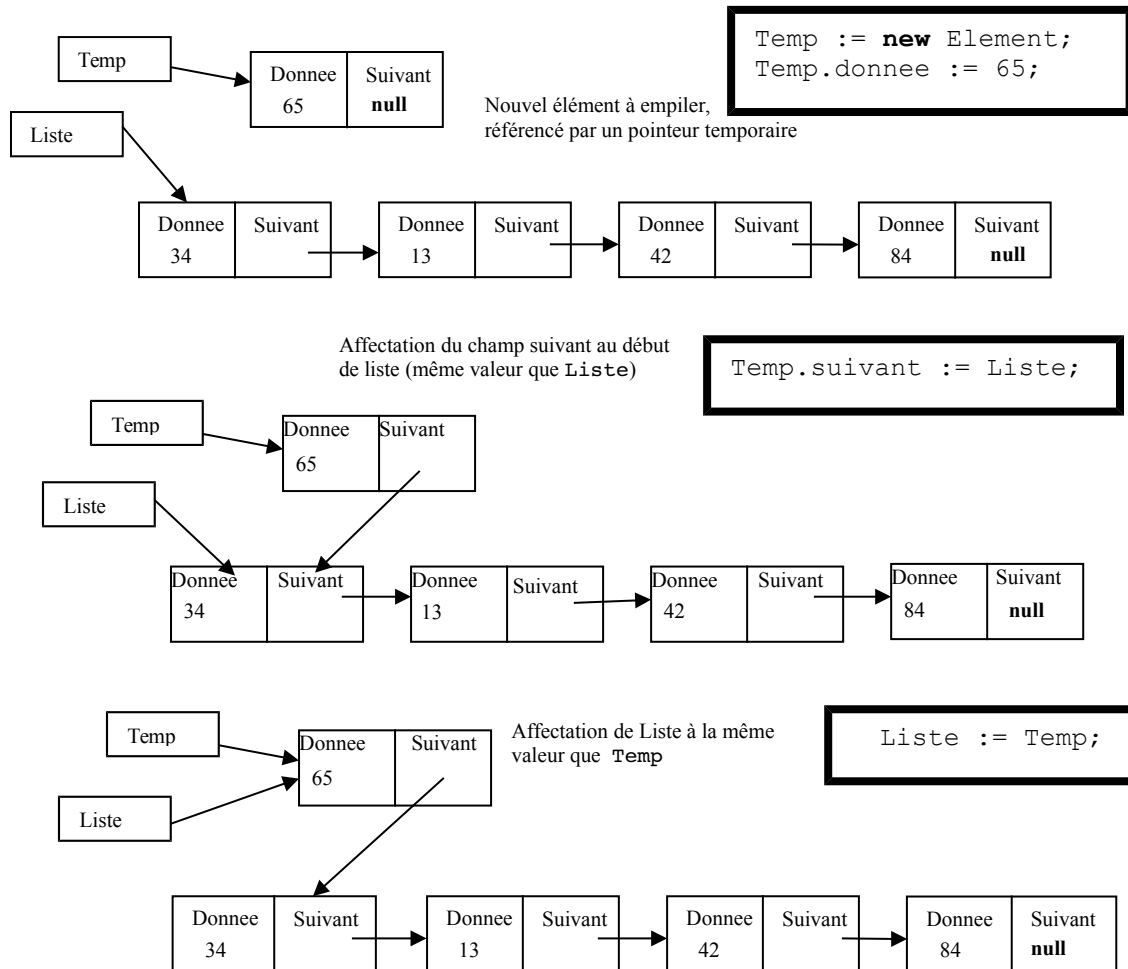 Temp := new Element;
Temp.donnee := 65;
Temp
Donnee Suivant
65 null
Nouvel élément à empiler,
référencé par un pointeur temporaire
Liste
Donnee Suivant Donnee Suivant Donnee Suivant Donnee Suivant
34 13 42 84 null
Affectation du champ suivant au début
de liste (même valeur que Liste)
Temp.suivant := Liste;
Temp
Donnee Suivant
65
Liste
Donnee Suivant Donnee Suivant Donnee Suivant Donnee Suivant
34 13 42 84 null
Affectation de Liste à la même
valeur que Temp
Liste := Temp;
Temp
Donnee Suivant
65
Liste
Donnee Suivant Donnee Suivant Donnee Suivant Donnee Suivant
34 13 42 84 null